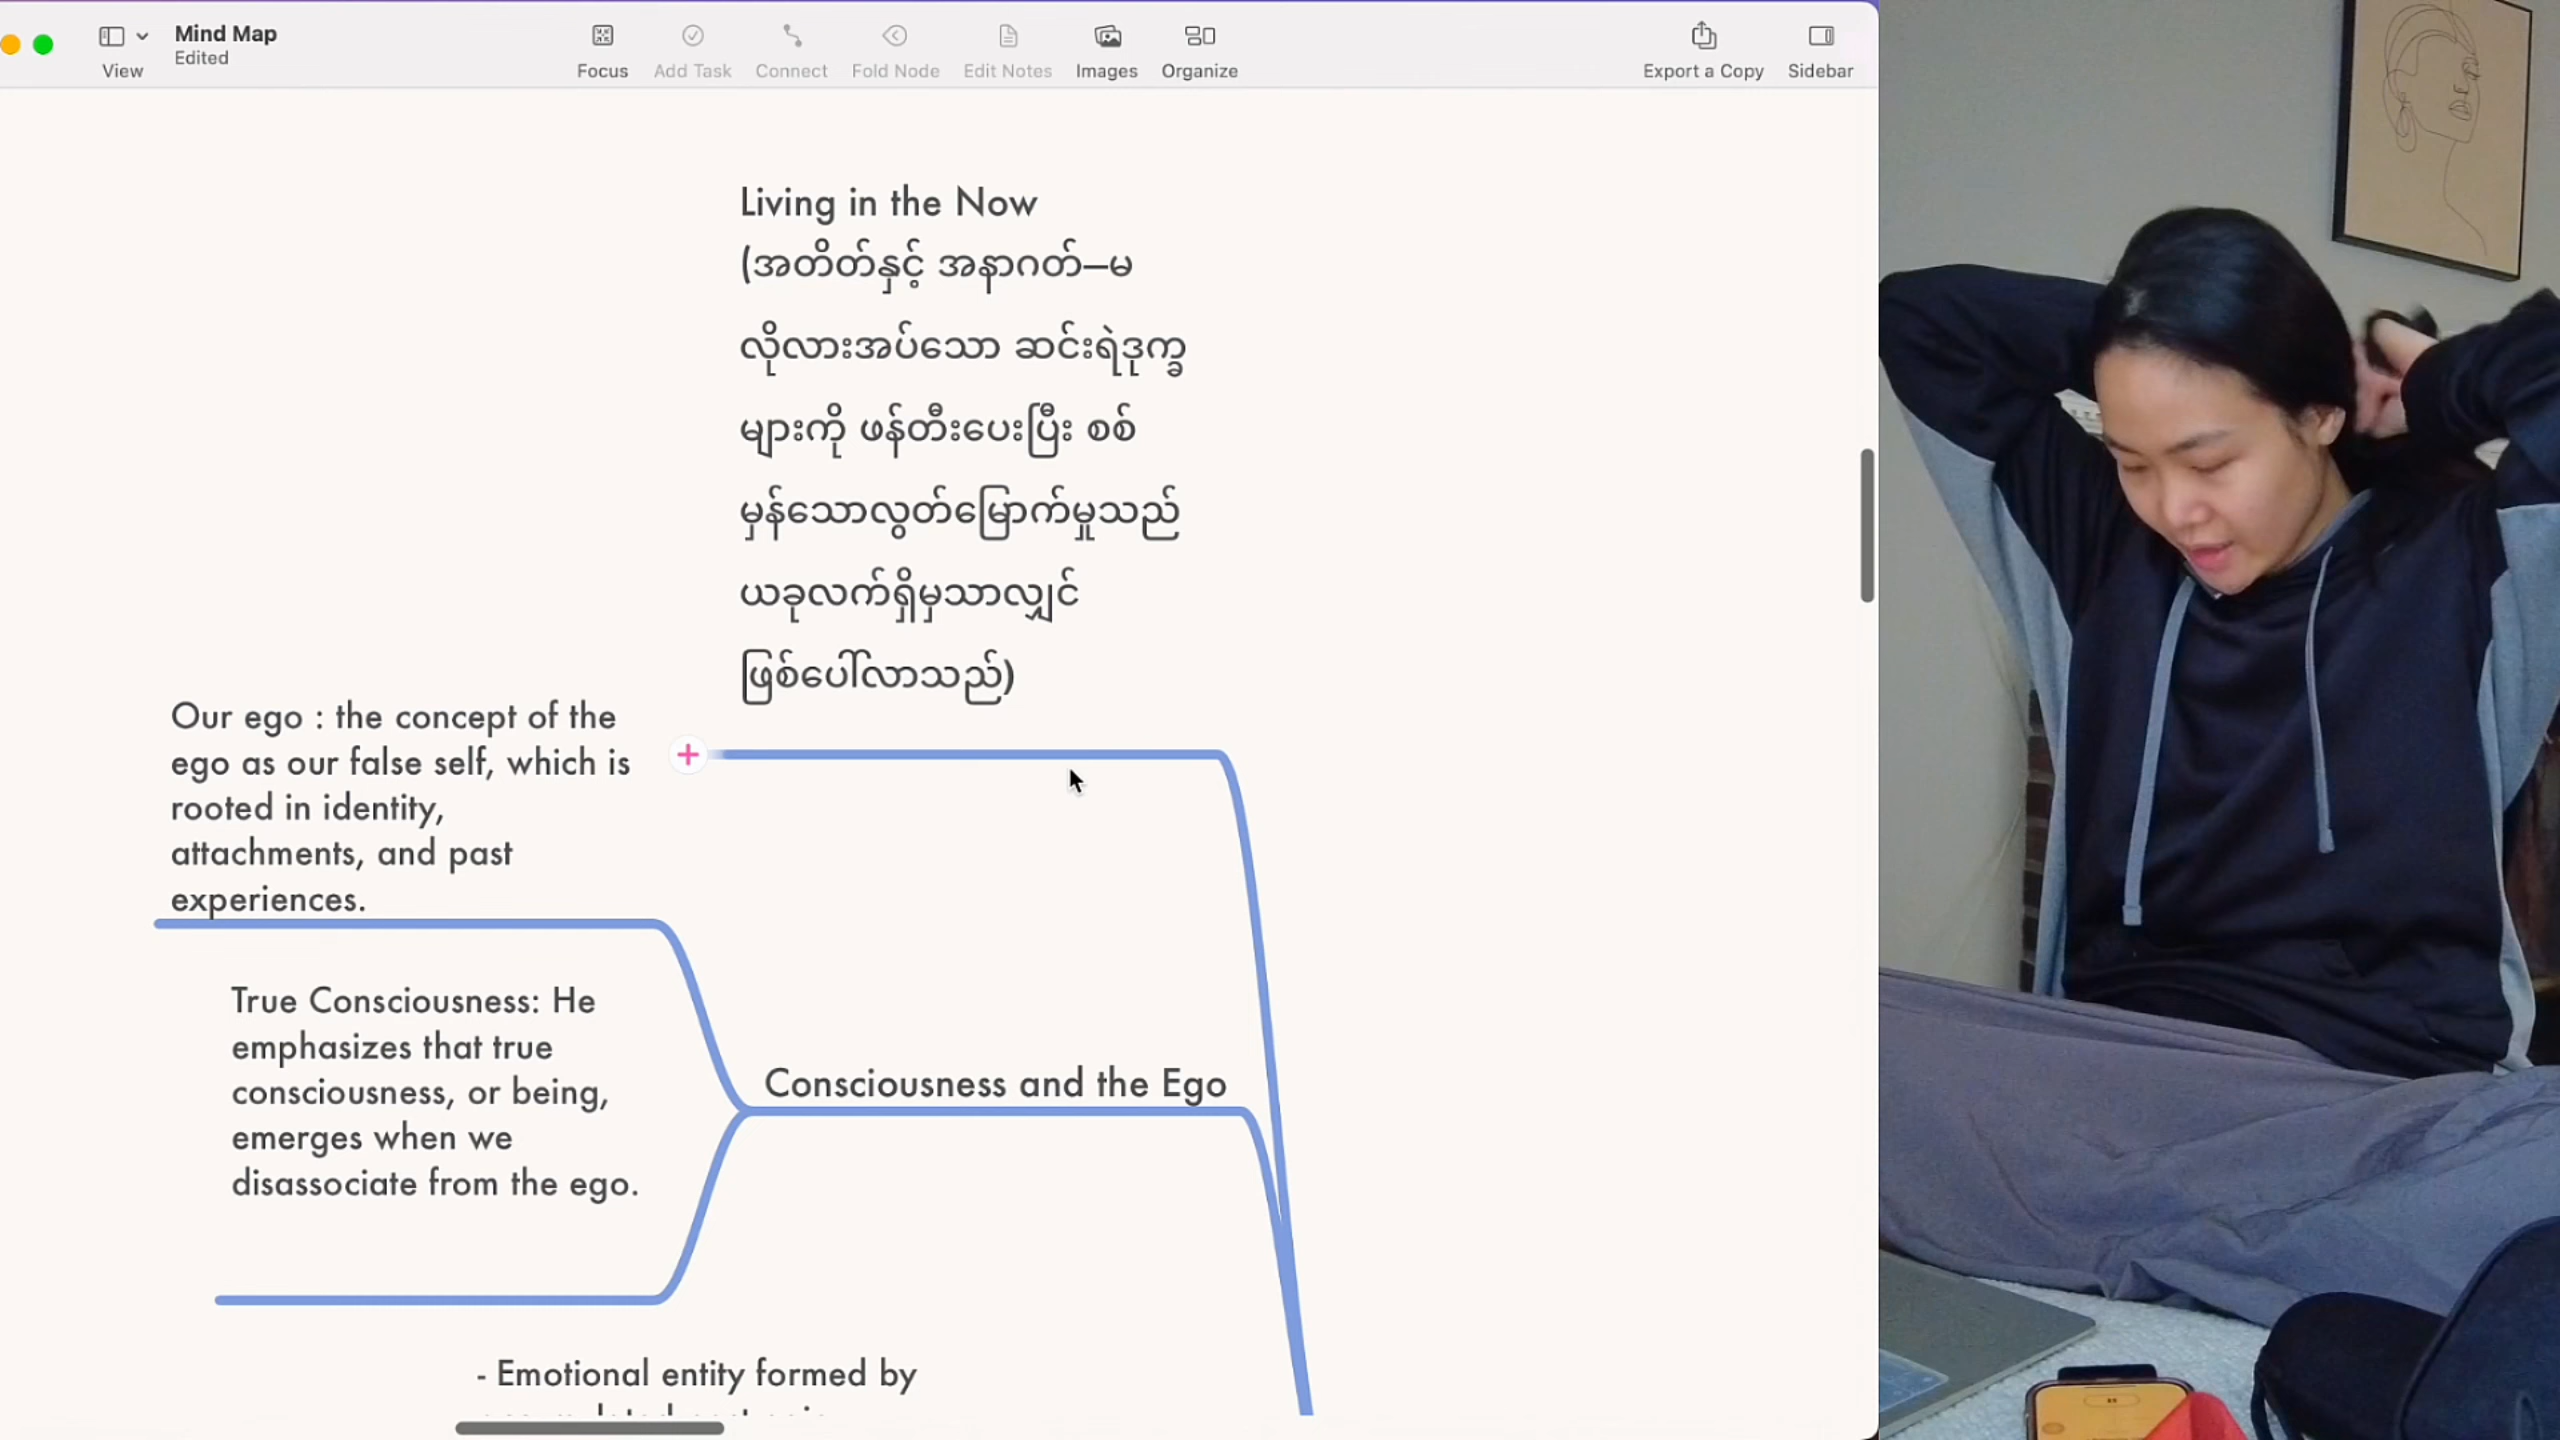 Mind Map
Edited
View
Focus
Add Task
Connect
Fold Node
Edit Notes
Images
Organize
Export a Copy
Sidebar
Living in the Now
(အတိတ်နှင့် အနာဂတ်—မ
လိုလားအပ်သော ဆင်းရဲဒုက္ခ
များကို ဖန်တီးပေးပြီး စစ်
မှန်သောလွတ်မြောက်မှုသည်
ယခုလက်ရှိမှသာလျှင်
ဖြစ်ပေါ်လာသည်)
Our ego : the concept of the
ego as our false self, which is
rooted in identity,
attachments, and past
experiences.
True Consciousness: He
emphasizes that true
consciousness, or being,
emerges when we
disassociate from the ego.
Consciousness and the Ego
- Emotional entity formed by